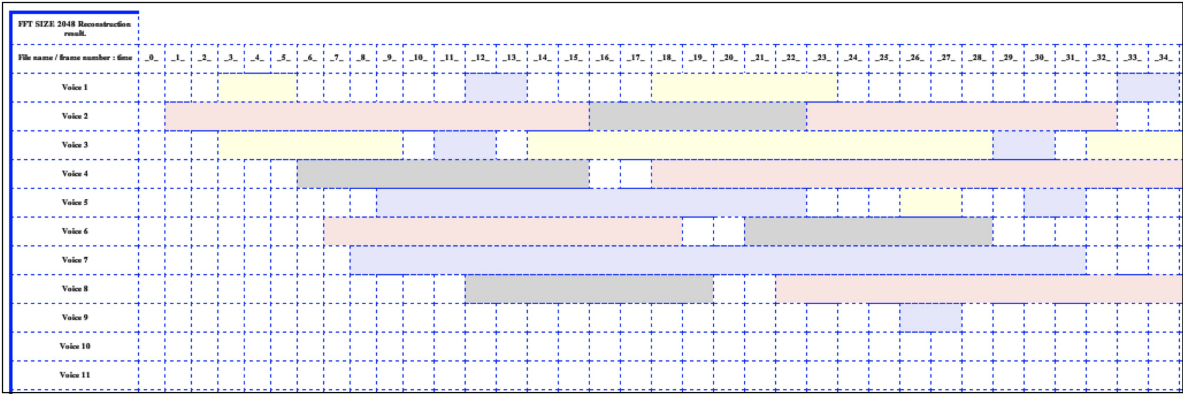 FFT SIZE 2048 Reconstruction
result.
File name / frame number : time _0_ _1_ _2_ _3_ _4_ _5_ _6_ _7_ _8_ _9_ _10_ _11_ _12_ _13_ _14_ _15_ _16_ _17_ _18_ _19_ _20_ _21_ _22_ _23_ _24_ _25_ _26_ _27_ _28_ _29_ _30_ _31_ _32_ _33_ _34_
Voice 1
Voice 2
Voice 3
Voice 4
Voice 5
Voice 6
Voice 7
Voice 8
Voice 9
Voice 10
Voice 11